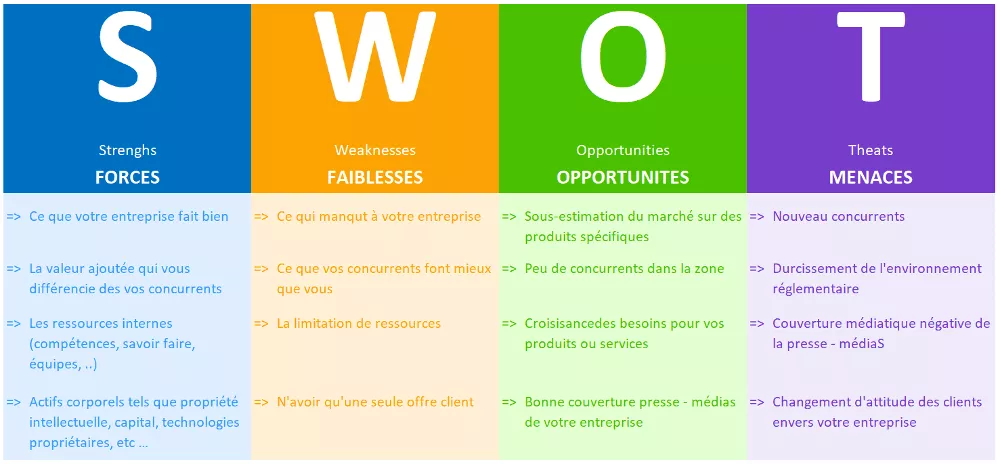 S
Strenghs
FORCES
=> Ce que votre entreprise fait bien
=> La valeur ajoutée qui vous
différencie des vos concurrents
=> Les ressources internes
(compétences, savoir faire,
équipes, ..)
=> Actifs corporels tels que propriété
intellectuelle, capital, technologies
propriétaires, etc ...
W
Weaknesses
FAIBLESSES
=> Ce qui manqut à votre entreprise
=> Ce que vos concurrents font mieux
que vous
=> La limitation de ressources
=> N'avoir qu'une seule offre client
O
Opportunities
OPPORTUNITES
=> Sous-estimation du marché sur des
produits spécifiques
=> Peu de concurrents dans la zone
=> Croisisancedes besoins pour vos
produits ou services
=> Bonne couverture presse - médias
de votre entreprise
T
Theats
MENACES
=> Nouveau concurrents
=> Durcissement de l'environement
réglementaire
=> Couverture médiatique négative de
la presse - médiaS
=> Changement d'attitude des clients
envers votre entreprise